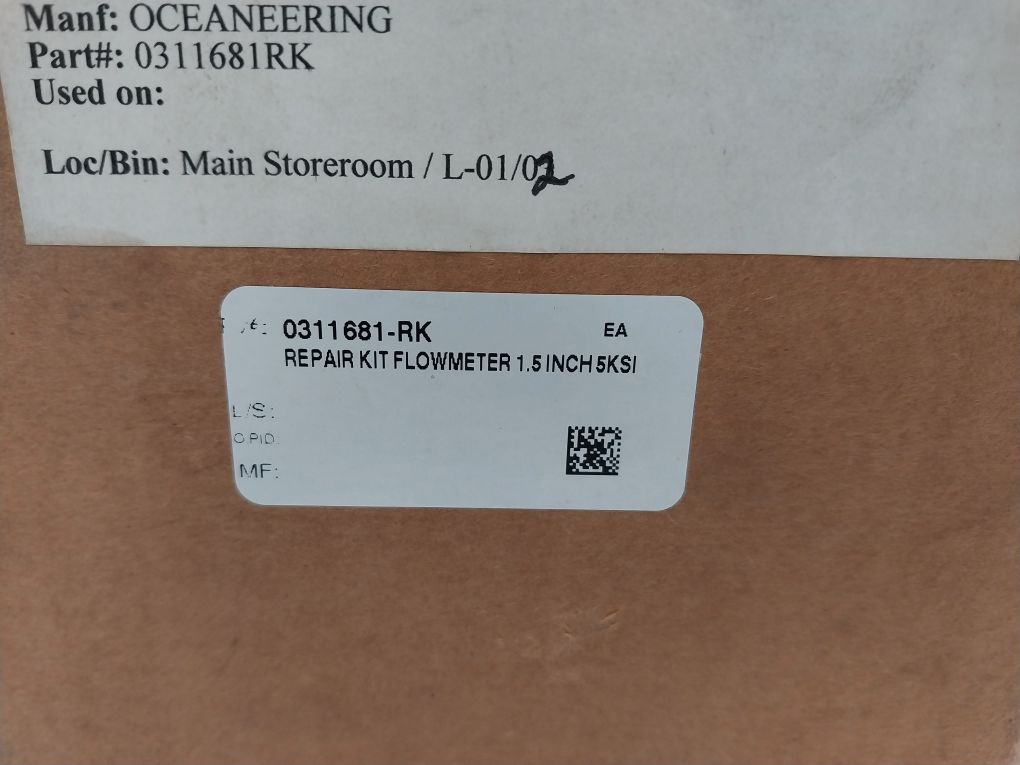 Manf: OCEANEERING
Part#: 0311681RK
Used on:
Loc/Bin: Main Storeroom / L-01/02
0311681-RK EA
REPAIR KIT FLOWMETER 1.5 INCH 5KSI
L/S:
O PID:
MF: